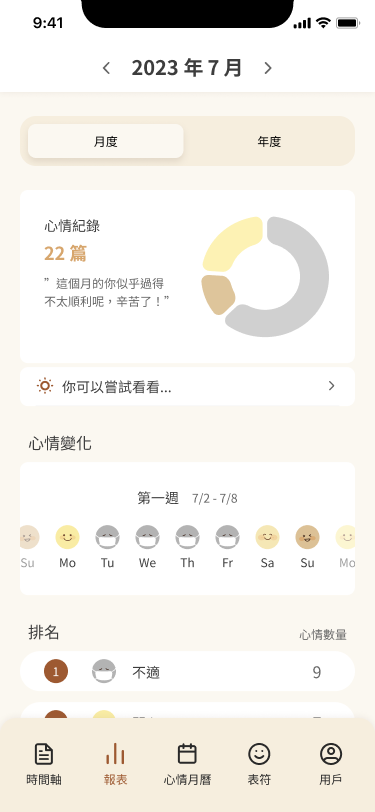 9:41
2023 年 7 月
月度
年度
心情紀錄
22 篇
”這個月的你似乎過得
不太順利呢，辛苦了！”
你可以嘗試看看...
心情變化
第一週 7/2 - 7/8
Su Mo Tu We Th Fr Sa Su Mo
排名
心情數量
1 不適 9
時間軸 報表 心情月曆 表符 用戶